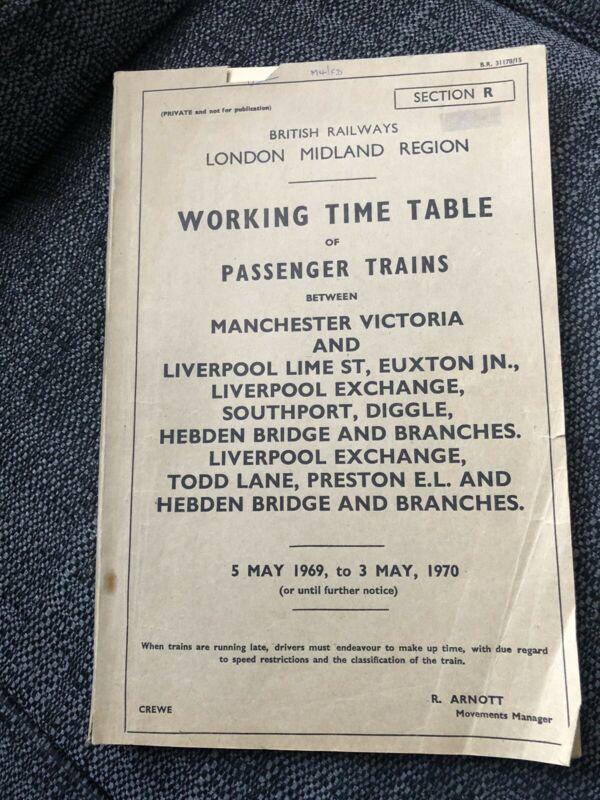 B.R. 31170/15
(PRIVATE and not for publication)
SECTION R
BRITISH RAILWAYS
LONDON MIDLAND REGION
WORKING TIME TABLE
OF
PASSENGER TRAINS
BETWEEN
MANCHESTER VICTORIA
AND
LIVERPOOL LIME ST, EUXTON JN.,
LIVERPOOL EXCHANGE,
SOUTHPORT, DIGGLE,
HEBDEN BRIDGE AND BRANCHES.
LIVERPOOL EXCHANGE,
TODD LANE, PRESTON E.L. AND
HEBDEN BRIDGE AND BRANCHES.
5 MAY 1969, to 3 MAY, 1970
(or until further notice)
When trains are running late, drivers must endeavour to make up time, with due regard
to speed restrictions and the classification of the train.
R. ARNOTT
CREWE
Movements Manager